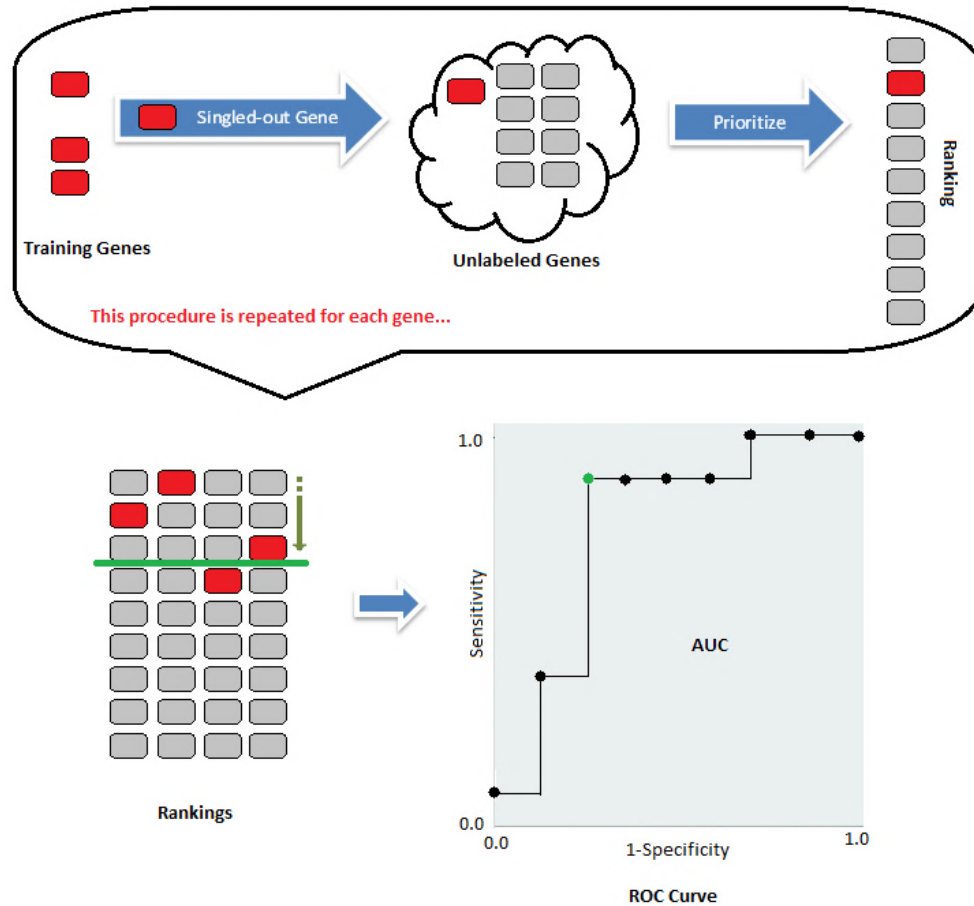 Singled-out Gene
Prioritize
Ranking
Training Genes
Unlabeled Genes
This procedure is repeated for each gene...
1.0
Sensitivity
AUC
0.0
0.0
1.0
1-Specificity
Rankings
ROC Curve